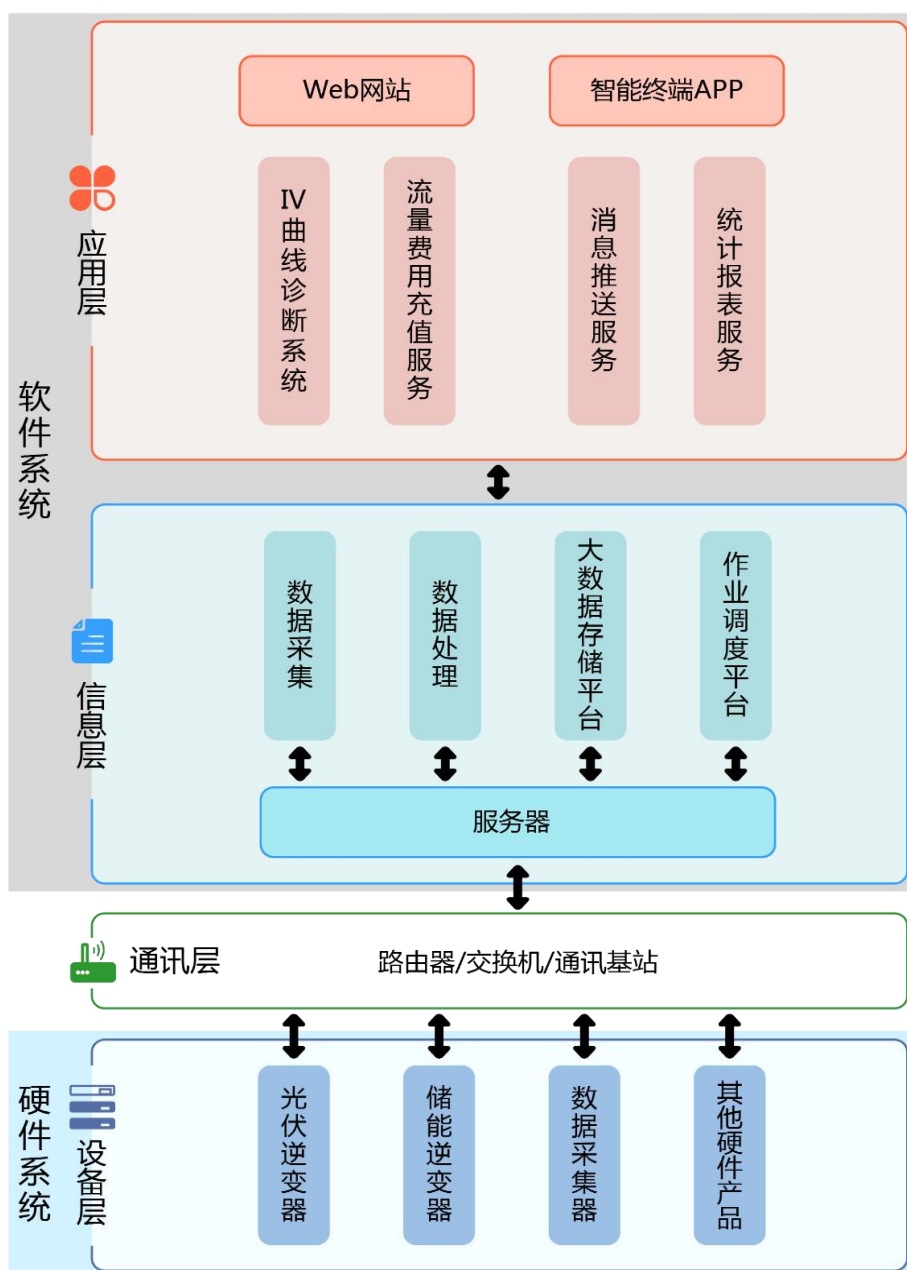 Web网站
智能终端APP
IV曲线诊断系统
流量费用充值服务
消息推送服务
统计报表服务
应用层
软件系统
数据采集
数据处理
大数据存储平台
作业调度平台
信息层
服务器
通讯层
路由器/交换机/通讯基站
硬件系统
设备层
光伏逆变器
储能逆变器
数据采集器
其他硬件产品